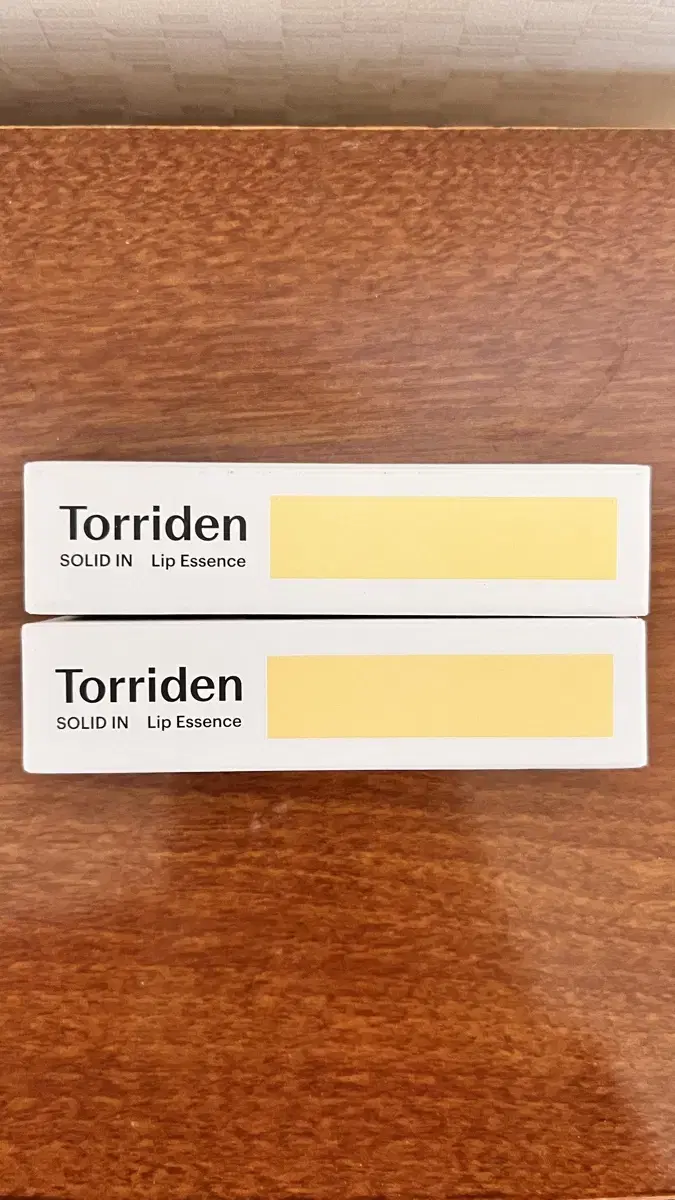 Torriden
SOLID IN Lip Essence
Torriden
SOLID IN Lip Essence